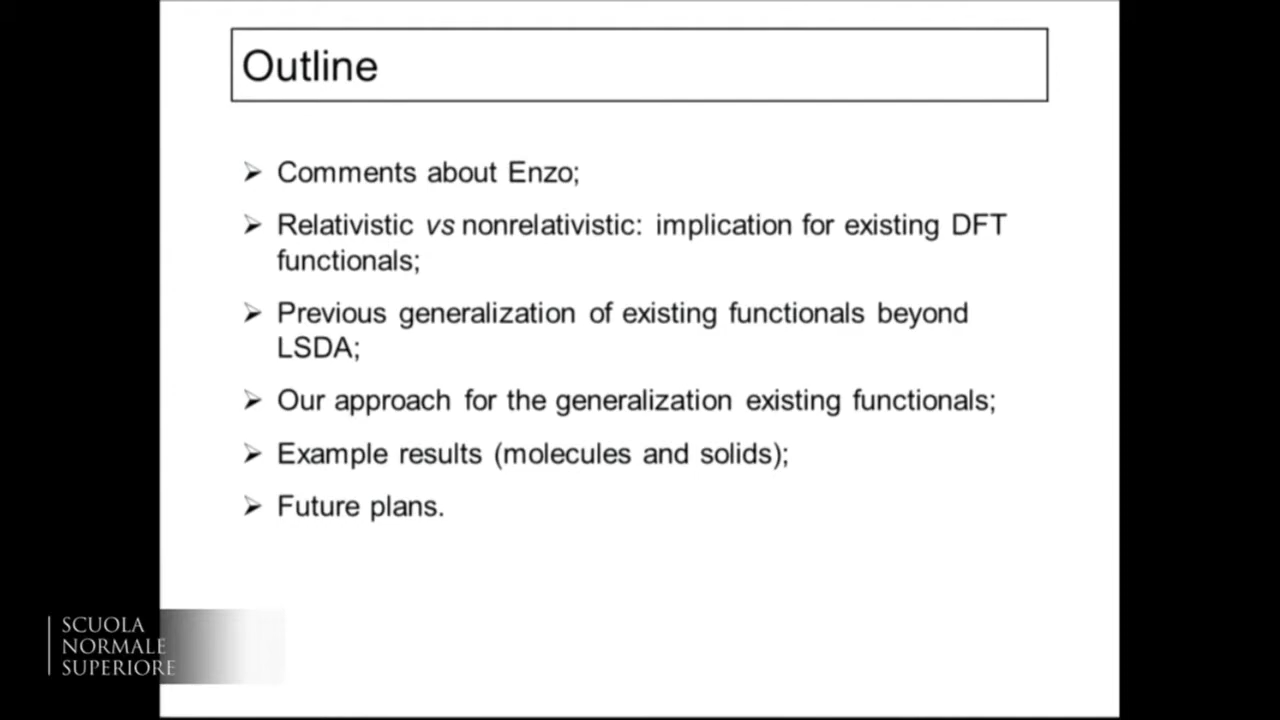 Outline
➢ Comments about Enzo;
➢ Relativistic vs nonrelativistic: implication for existing DFT
functionals;
➢ Previous generalization of existing functionals beyond
LSDA;
➢ Our approach for the generalization existing functionals;
➢ Example results (molecules and solids);
➢ Future plans.
SCUOLA
NORMALE
SUPERIORE